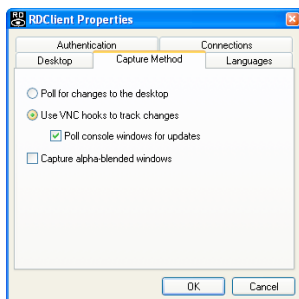 RD
RDClient Properties
Authentication Connections
Desktop Capture Method Languages
Poll for changes to the desktop
Use VNC hooks to track changes
Poll console windows for updates
Capture alpha-blended windows
OK Cancel